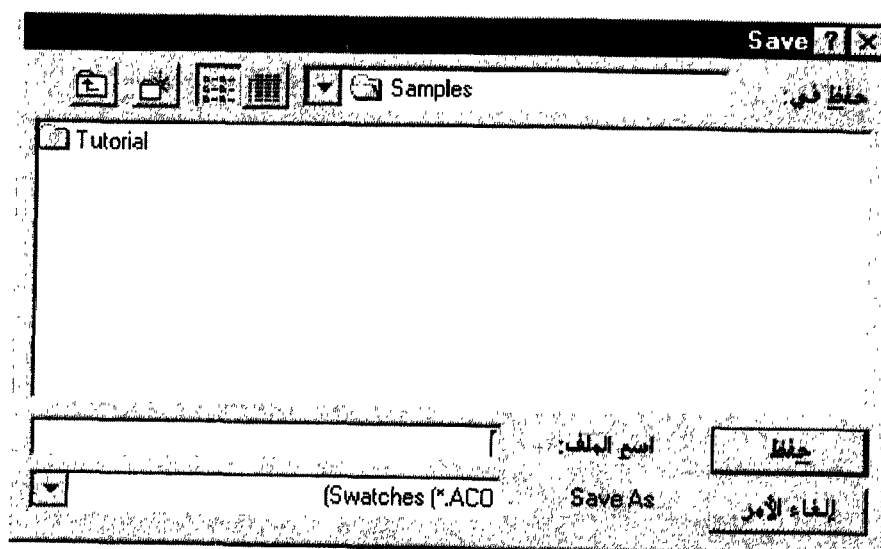 Save
حفظ في: Samples
Tutorial
اسم الملف:
حفظ
Save As (Swatches (*.ACO
إلغاء الأمر